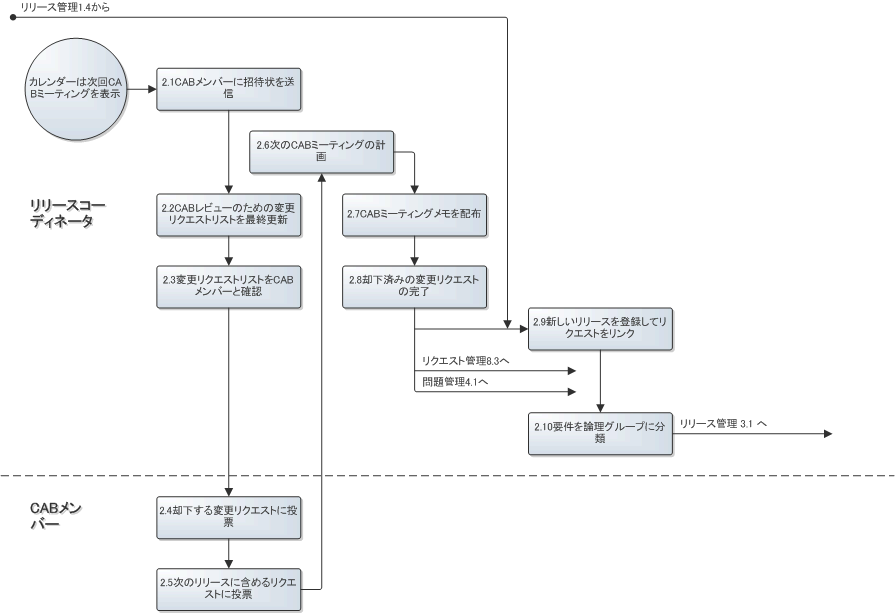 リリース管理1.4から
カレンダーは次回CA
Bミーティングを表示
2.1CABメンバーに招待状を送
信
2.6次のCABミーティングの計
画
リリースコー
ディネータ
2.2CABレビューのための変更
リクエストリストを最終更新
2.7CABミーティングメモを配布
2.3変更リクエストリストをCAB
メンバーと確認
2.8却下済みの変更リクエスト
の完了
2.9新しいリリースを登録してリ
クエストをリンク
リクエスト管理8.3へ
問題管理4.1へ
2.10要件を論理グループに分
類
リリース管理 3.1 へ
CABメン
バー
2.4却下する変更リクエストに投
票
2.5次のリリースに含めるリクエ
ストに投票